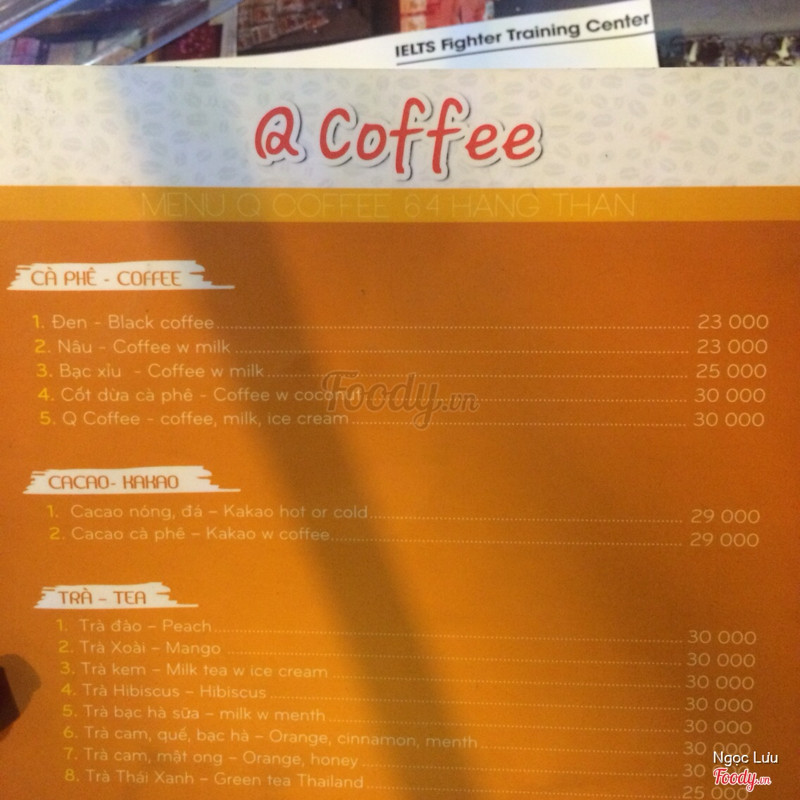 IELTS Fighter Training Center
Q Coffee
MENU Q COFFEE 64 HANG THAN
CÀ PHÊ - COFFEE
1. Đen - Black coffee 23 000
2. Nâu - Coffee w milk 23 000
3. Bạc xỉu - Coffee w milk 25 000
4. Cốt dừa cà phê - Coffee w coconut 30 000
5. Q Coffee - coffee, milk, ice cream 30 000
Foody.vn
CACAO- KAKAO
1. Cacao nóng, đá – Kakao hot or cold 29 000
2. Cacao cà phê – Kakao w coffee 29 000
TRÀ - TEA
1. Trà đào – Peach 30 000
2. Trà Xoài – Mango 30 000
3. Trà kem – Milk tea w ice cream 30 000
4. Trà Hibiscus – Hibiscus 30 000
5. Trà bạc hà sữa – milk w menth 30 000
6. Trà cam, quế, bạc hà – Orange, cinnamon, menth 30 000
7. Trà cam, mật ong – Orange, honey 30 000
8. Trà Thái Xanh – Green tea Thailand 25 000
Ngọc Lưu
Foody.vn